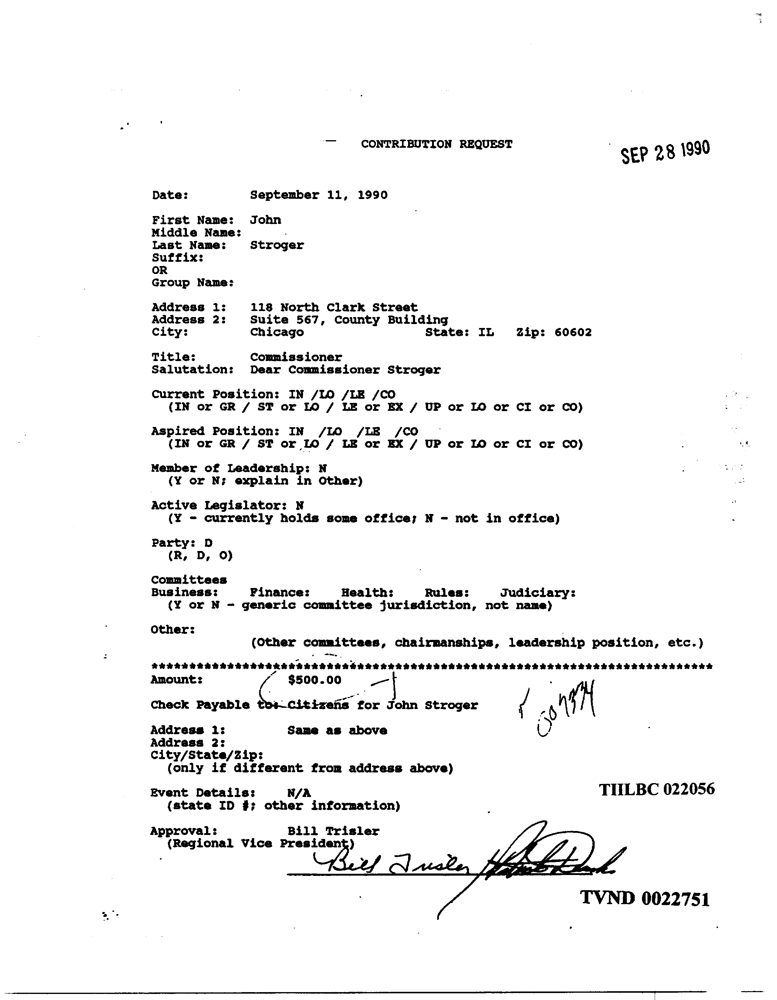 CONTRIBUTION REQUEST
SEP 28 1990
Date: September 11, 1990
First Name: John
Middle Name:
Last Name: Stroger
Suffix:
OR
Group Name:
Address 1: 118 North Clark Street
Address 2: Suite 567, County Building
City: Chicago State: IL Zip: 60602
Title: Commissioner
Salutation: Dear Commissioner Stroger
Current Position: IN /LO /LE /CO
(IN or GR / ST or LO / LE or EX / UP or LO or CI or CO)
Aspired Position: IN /LO /LE /CO
(IN or GR / ST or LO / LE or EX / UP or LO or CI or CO)
Member of Leadership: N
(Y or N; explain in Other)
Active Legislator: N
(Y - currently holds some office; N - not in office)
Party: D
(R, D, O)
Committees
Business: Finance: Health: Rules: Judiciary:
(Y or N - generic committee jurisdiction, not name)
Other:
(Other committees, chairmanships, leadership position, etc.)
***************************************************************************
Amount: $500.00
Check Payable to: Citizens for John Stroger
Address 1: Same as above
Address 2:
City/State/Zip:
(only if different from address above)
Event Details: N/A
(state ID #; other information)
TIILBC 022056
Approval: Bill Trisler
(Regional Vice President)
Bill Trisler
TVND 0022751